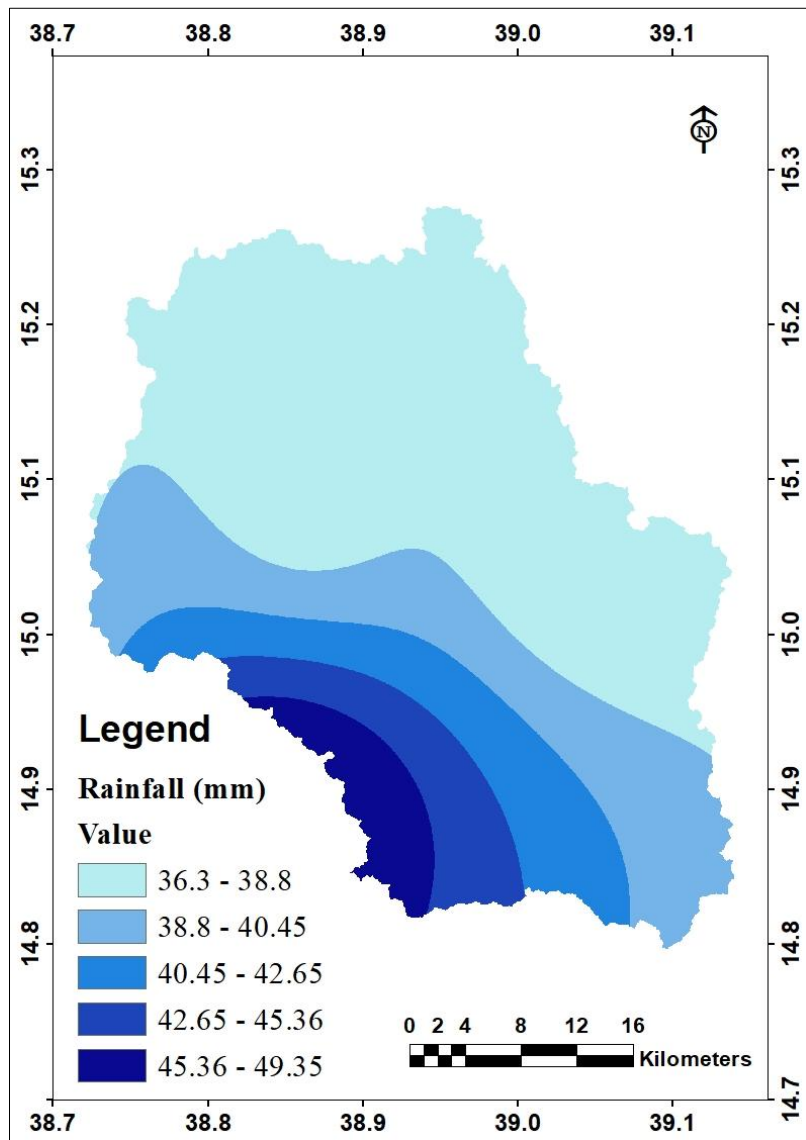 38.7 38.8 38.9 39.0 39.1
N
15.3 15.3
15.2 15.2
15.1 15.1
15.0 15.0
14.9 14.9
14.8 14.8
14.7
Legend
Rainfall (mm)
Value
36.3 - 38.8
38.8 - 40.45
40.45 - 42.65
42.65 - 45.36
45.36 - 49.35
0 2 4 8 12 16
Kilometers
38.7 38.8 38.9 39.0 39.1